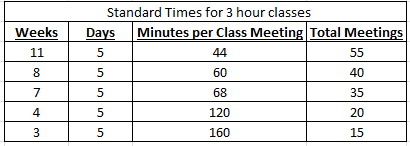 Standard Times for 3 hour classes
Weeks Days Minutes per Class Meeting Total Meetings
11 5 44 55
8 5 60 40
7 5 68 35
4 5 120 20
3 5 160 15